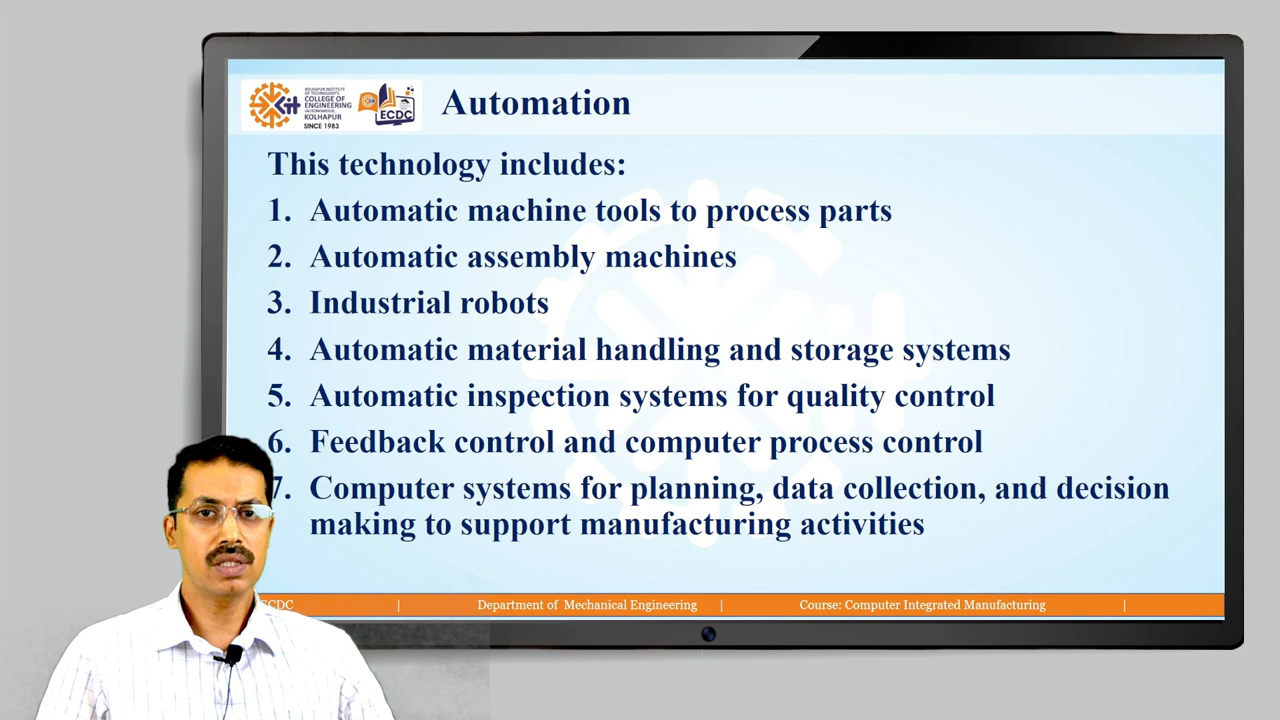 KOLHAPUR INSTITUTE
OF TECHNOLOGY'S
COLLEGE OF
ENGINEERING
(AUTONOMOUS),
KOLHAPUR
SINCE 1983
Kit
ECDC
Automation
This technology includes:
1. Automatic machine tools to process parts
2. Automatic assembly machines
3. Industrial robots
4. Automatic material handling and storage systems
5. Automatic inspection systems for quality control
6. Feedback control and computer process control
7. Computer systems for planning, data collection, and decision
making to support manufacturing activities
ECDC | Department of Mechanical Engineering | Course: Computer Integrated Manufacturing |